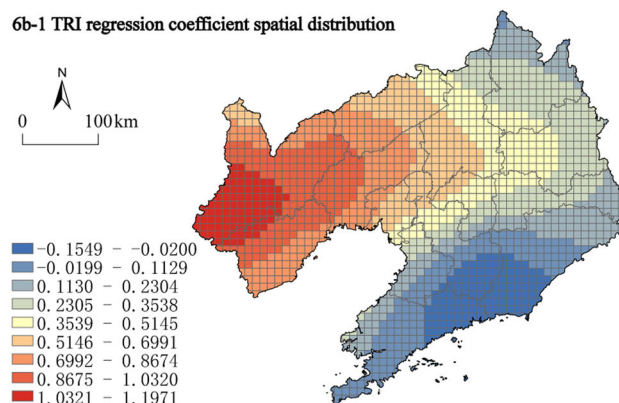 6b-1 TRI regression coefficient spatial distribution
N
0 100km
-0.1549 - -0.0200
-0.0199 - 0.1129
0.1130 - 0.2304
0.2305 - 0.3538
0.3539 - 0.5145
0.5146 - 0.6991
0.6992 - 0.8674
0.8675 - 1.0320
1.0321 - 1.1971